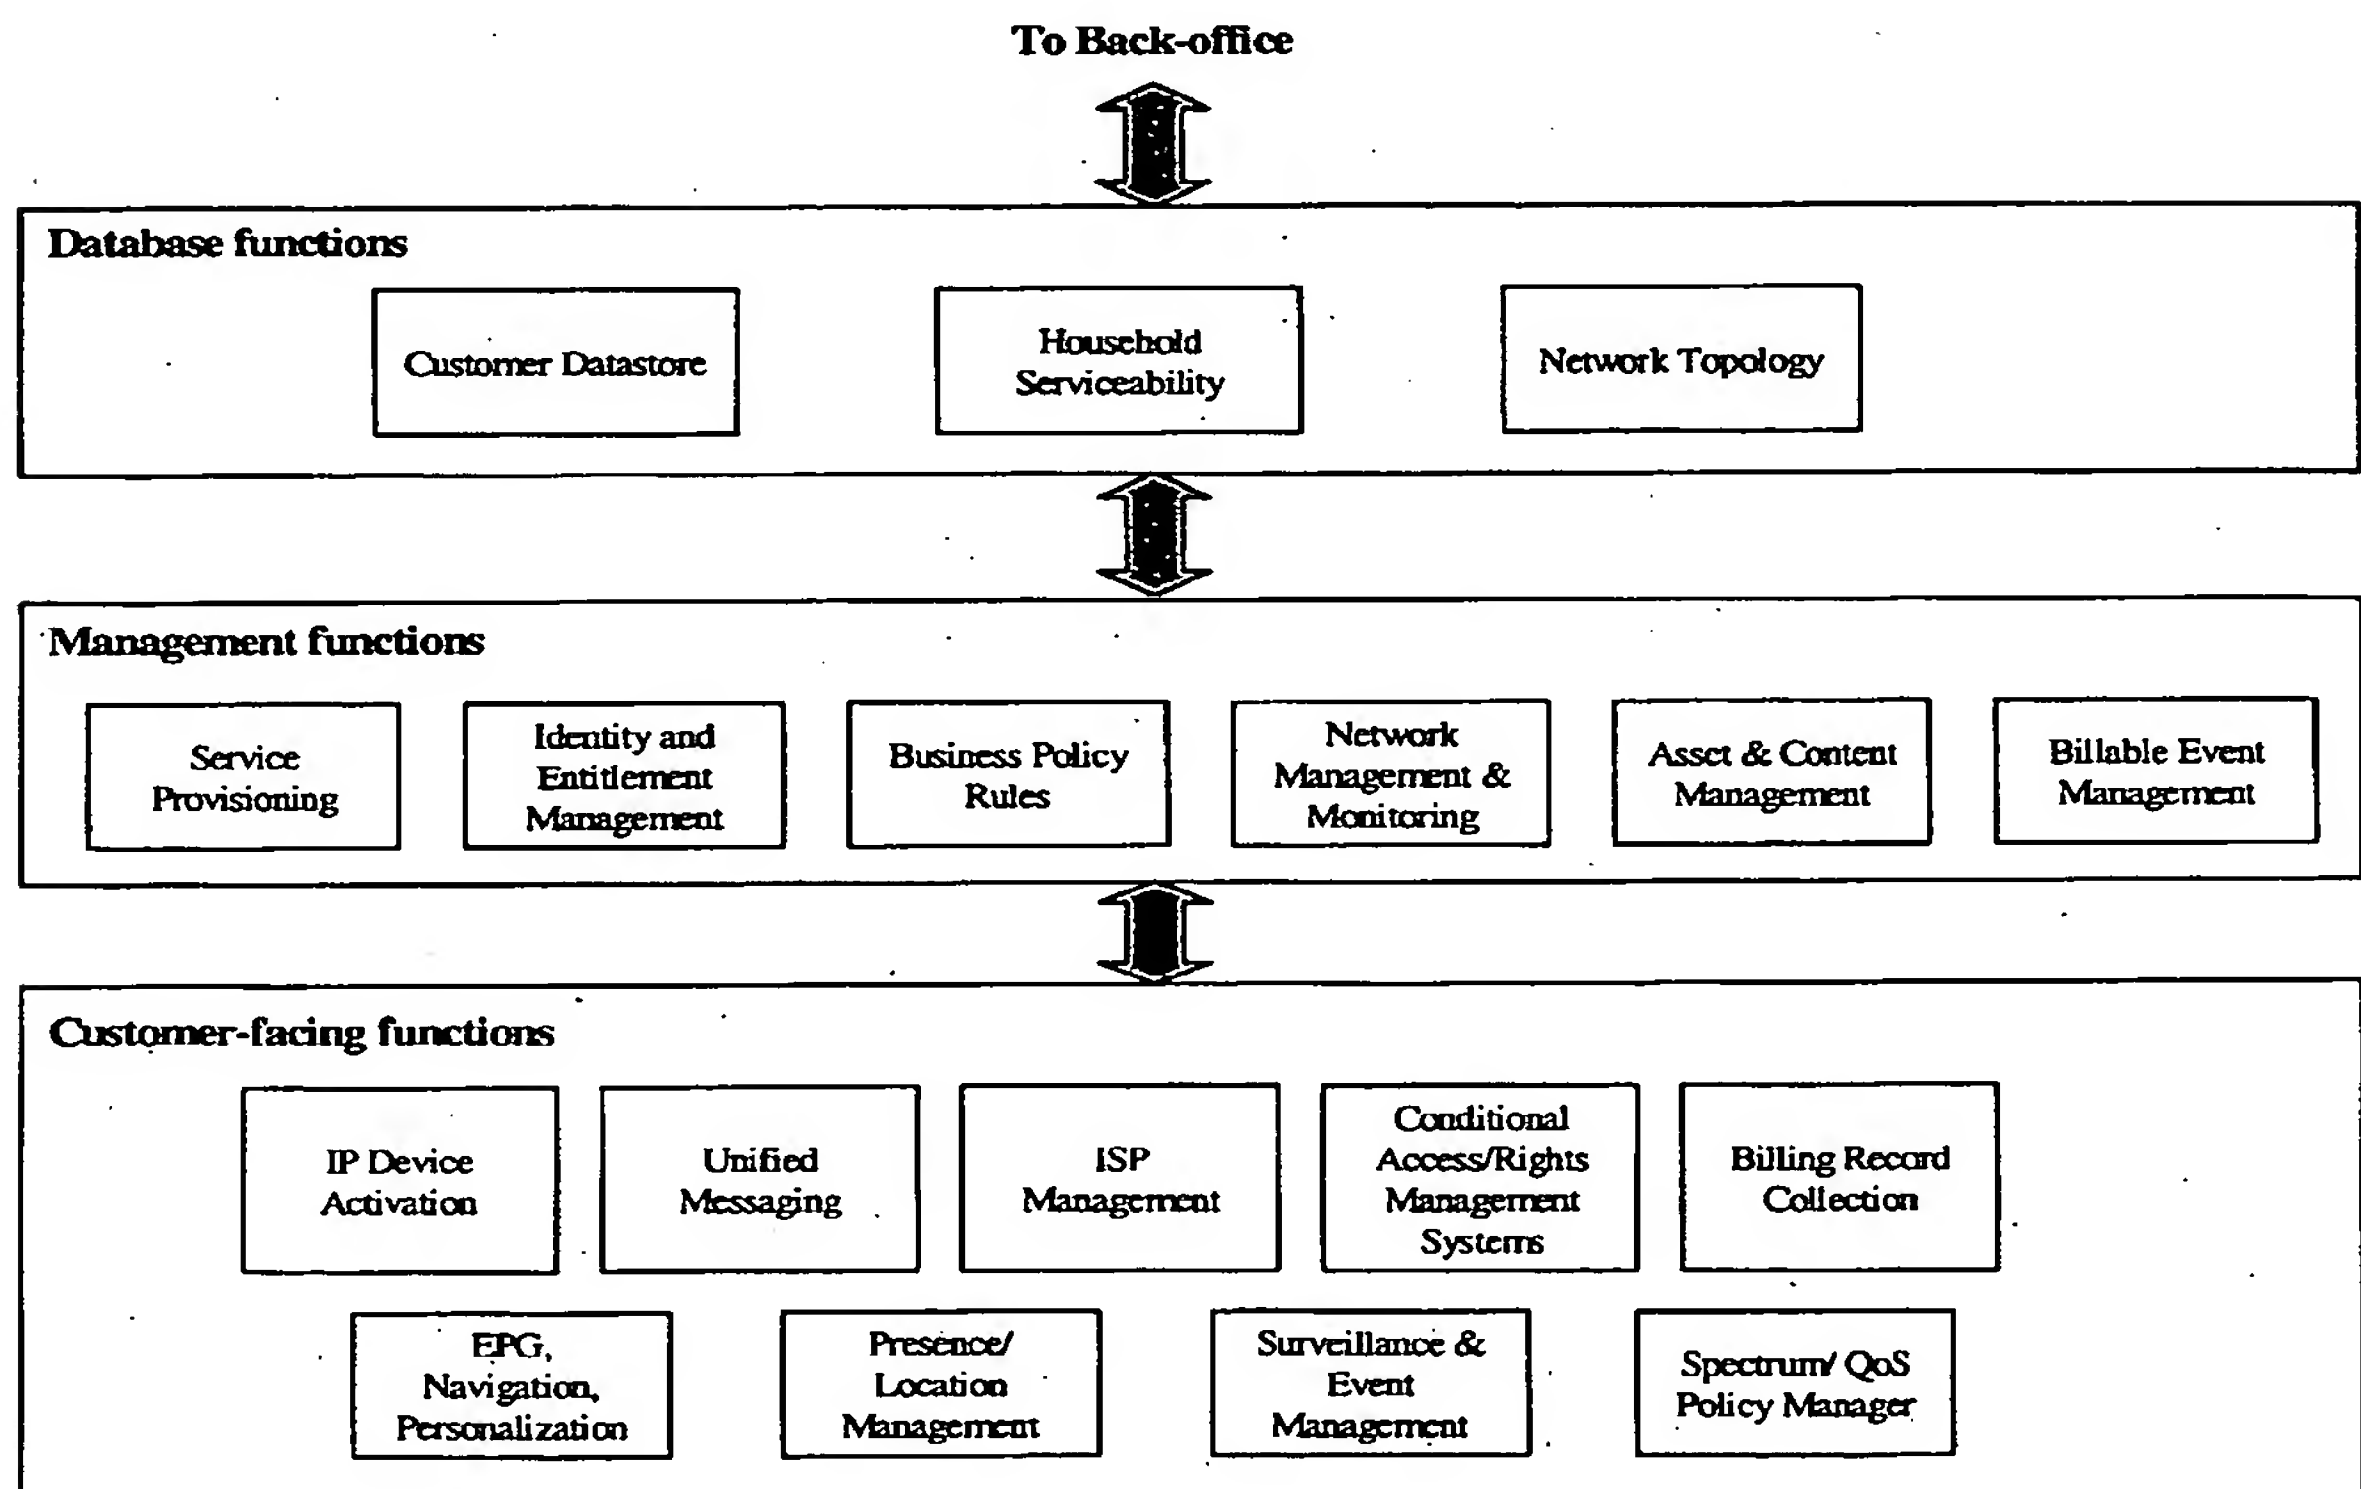 To Back-office
Database functions
Customer Datastore
Household
Serviceability
Network Topology
Management functions
Service
Provisioning
Identity and
Entitlement
Management
Business Policy
Rules
Network
Management &
Monitoring
Asset & Content
Management
Billable Event
Management
Customer-facing functions
IP Device
Activation
Unified
Messaging
ISP
Management
Conditional
Access/Rights
Management
Systems
Billing Record
Collection
EPG,
Navigation,
Personalization
Presence/
Location
Management
Surveillance &
Event
Management
Spectrum/ QoS
Policy Manager